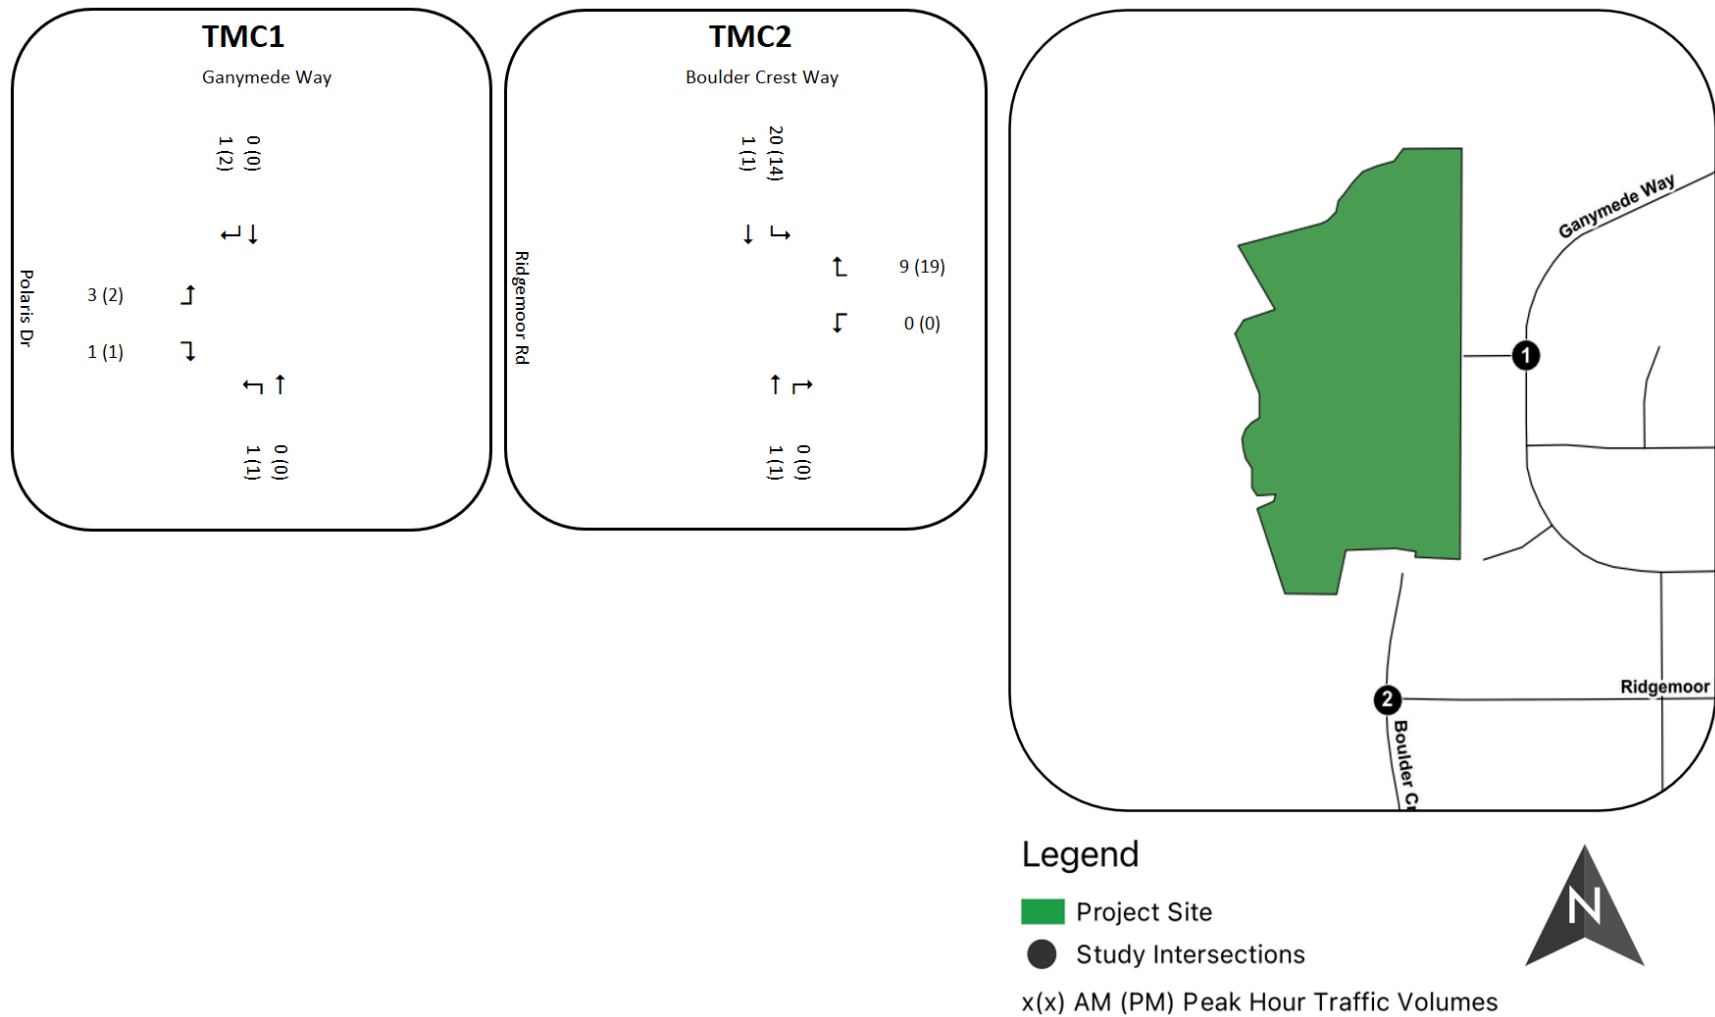 TMC1
Ganymede Way
0 (0)
1 (2)
Polaris Dr
3 (2)
1 (1)
0 (0)
1 (1)
TMC2
Boulder Crest Way
20 (14)
1 (1)
Ridgemoor Rd
9 (19)
0 (0)
0 (0)
1 (1)
Ganymede Way
1
2
Ridgemoor
Boulder Cr
Legend
Project Site
Study Intersections
x(x) AM (PM) Peak Hour Traffic Volumes
N